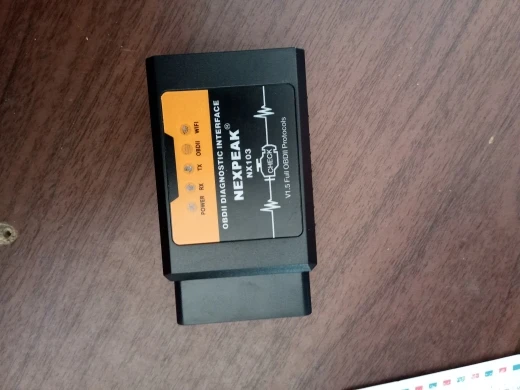 POWER RX TX OBDII WIFI
OBDII DIAGNOSTIC INTERFACE
NEXPEAK®
NX103
CHECK
V1.5 Full OBDII Protocols